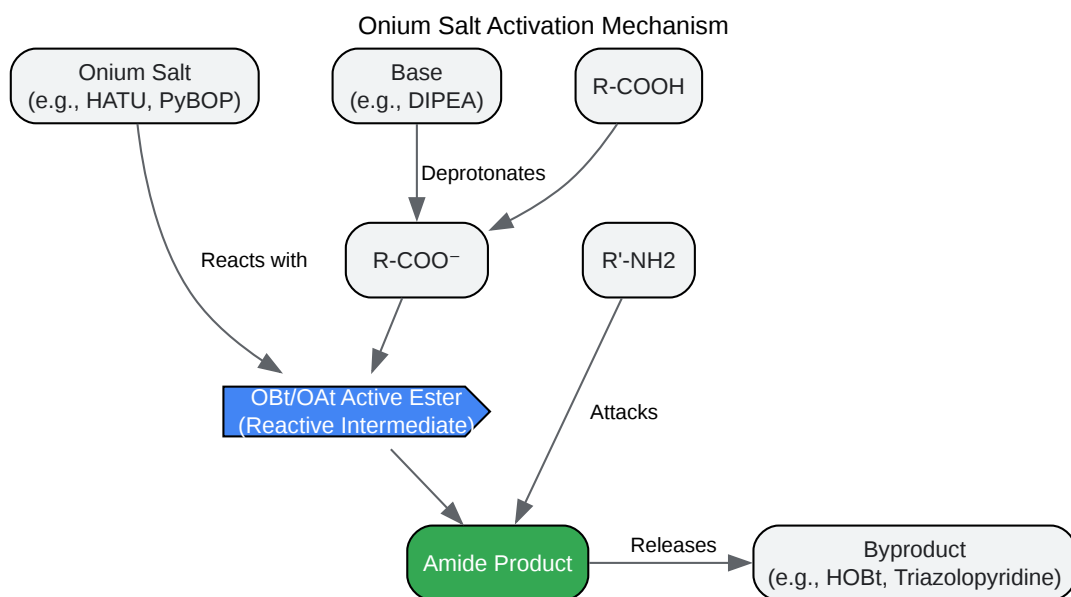 Onium Salt Activation Mechanism
Onium Salt
(e.g., HATU, PyBOP)
Base
(e.g., DIPEA)
R-COOH
Deprotonates
Reacts with
R-COO⁻
R'-NH2
OBt/OAt Active Ester
(Reactive Intermediate)
Attacks
Amide Product
Releases
Byproduct
(e.g., HOBt, Triazolopyridine)